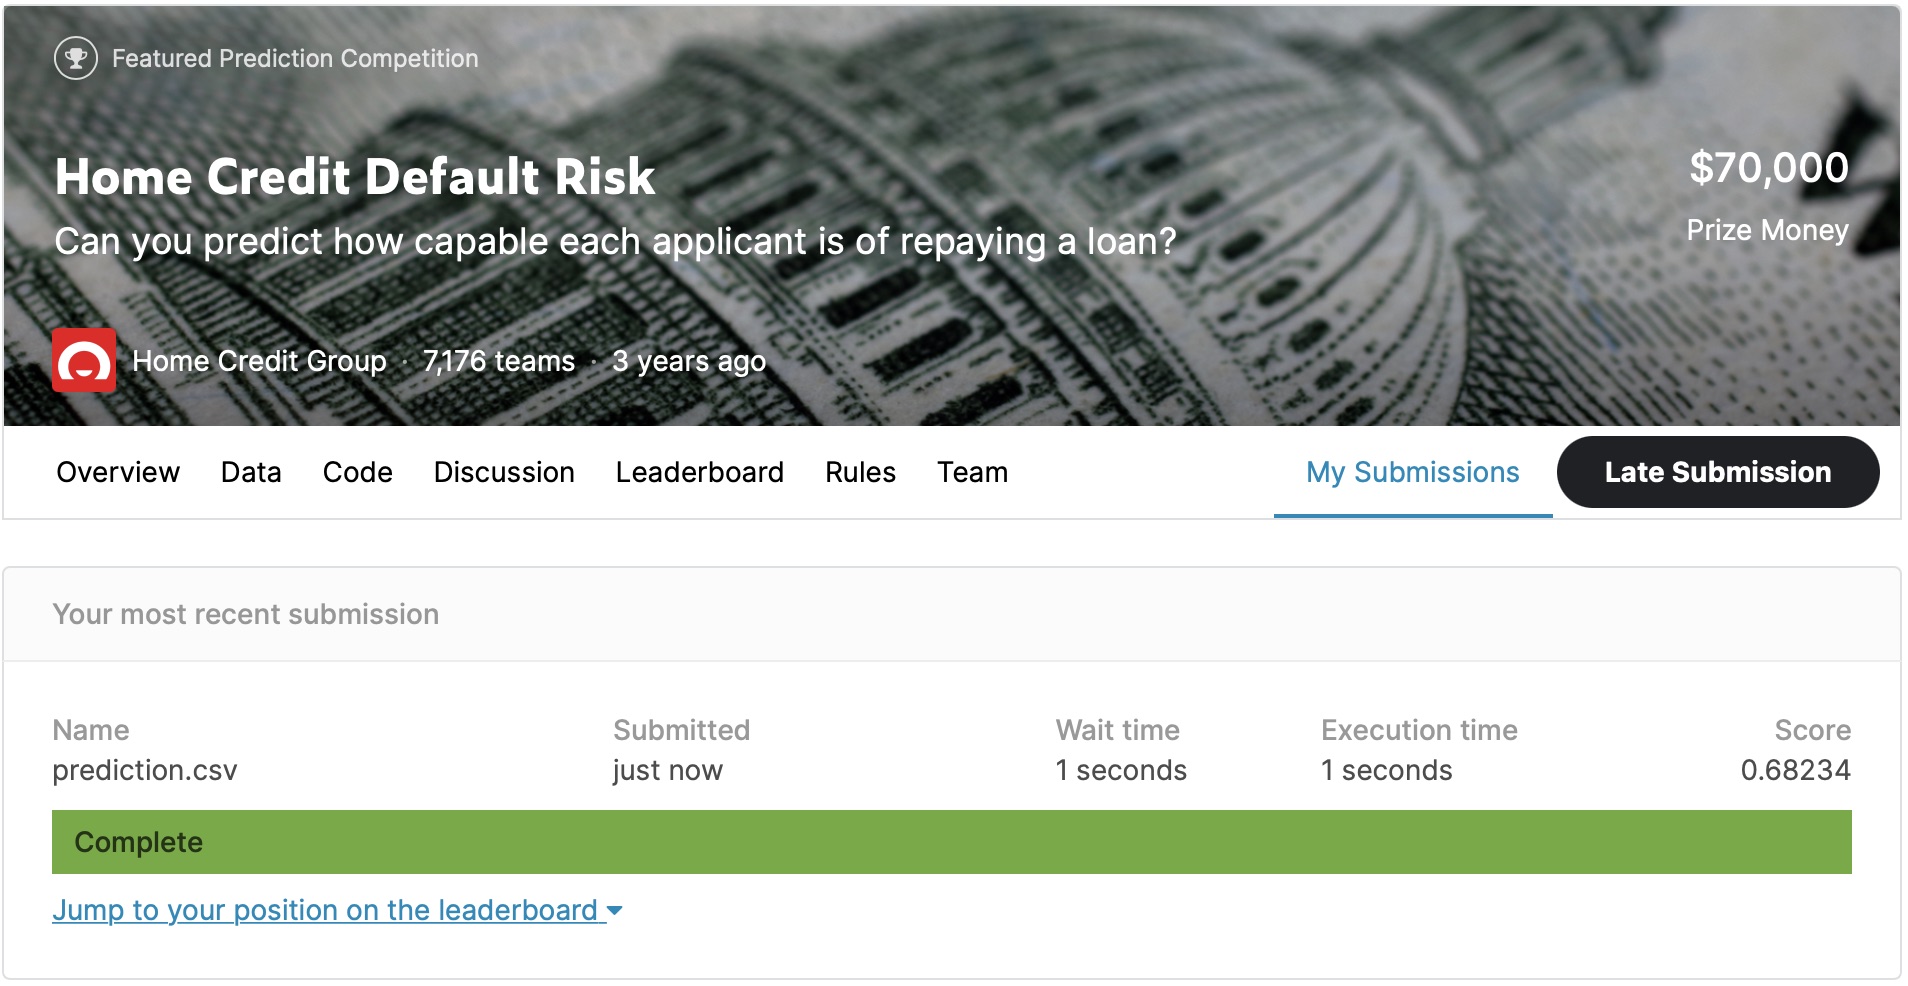 Featured Prediction Competition
Home Credit Default Risk
Can you predict how capable each applicant is of repaying a loan?
$70,000
Prize Money
Home Credit Group · 7,176 teams · 3 years ago
Overview Data Code Discussion Leaderboard Rules Team My Submissions Late Submission
Your most recent submission
Name Submitted Wait time Execution time Score
prediction.csv just now 1 seconds 1 seconds 0.68234
Complete
Jump to your position on the leaderboard